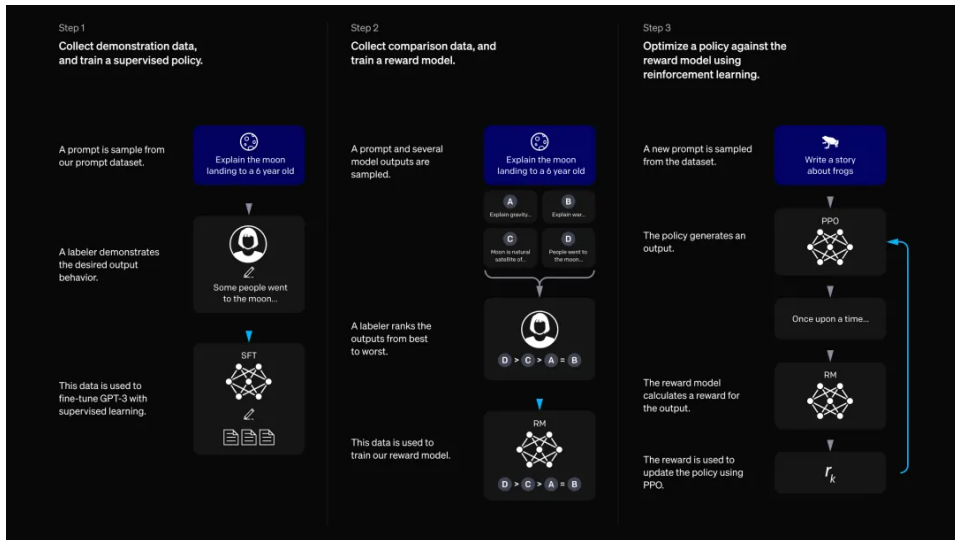 Step 1
Collect demonstration data,
and train a supervised policy.
A prompt is sample from
our prompt dataset.
Explain the moon
landing to a 6 year old
A labeler demonstrates
the desired output
behavior.
Some people went
to the moon...
This data is used to
fine-tune GPT-3 with
supervised learning.
SFT
Step 2
Collect comparison data, and
train a reward model.
A prompt and several
model outputs are
sampled.
Explain the moon
landing to a 6 year old
A
Explain gravity...
B
Explain war...
C
Moon is natural
satellite of...
D
People went to
the moon...
A labeler ranks the
outputs from best
to worst.
D > C > A = B
This data is used to
train our reward model.
RM
D > C > A = B
Step 3
Optimize a policy against the
reward model using
reinforcement learning.
A new prompt is sampled
from the dataset.
Write a story
about frogs
The policy generates an
output.
PPO
Once upon a time...
The reward model
calculates a reward for
the output.
RM
The reward is used to
update the policy using
PPO.
rk